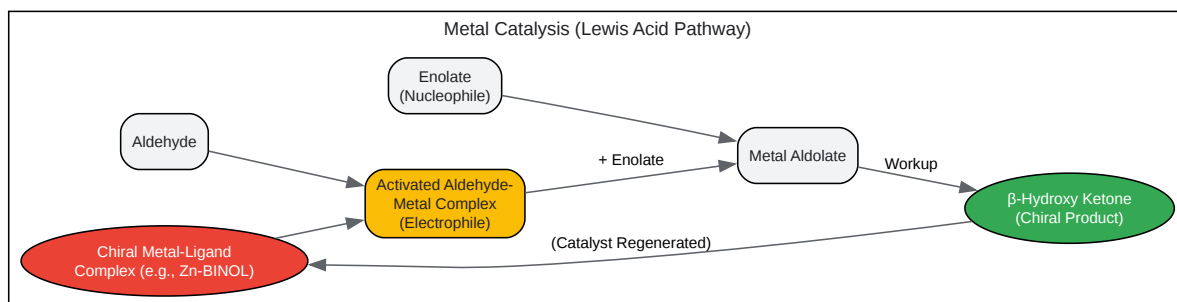 Metal Catalysis (Lewis Acid Pathway)
Enolate
(Nucleophile)
Aldehyde
Metal Aldolate
+ Enolate
Workup
Activated Aldehyde-
Metal Complex
(Electrophile)
β-Hydroxy Ketone
(Chiral Product)
(Catalyst Regenerated)
Chiral Metal-Ligand
Complex (e.g., Zn-BINOL)